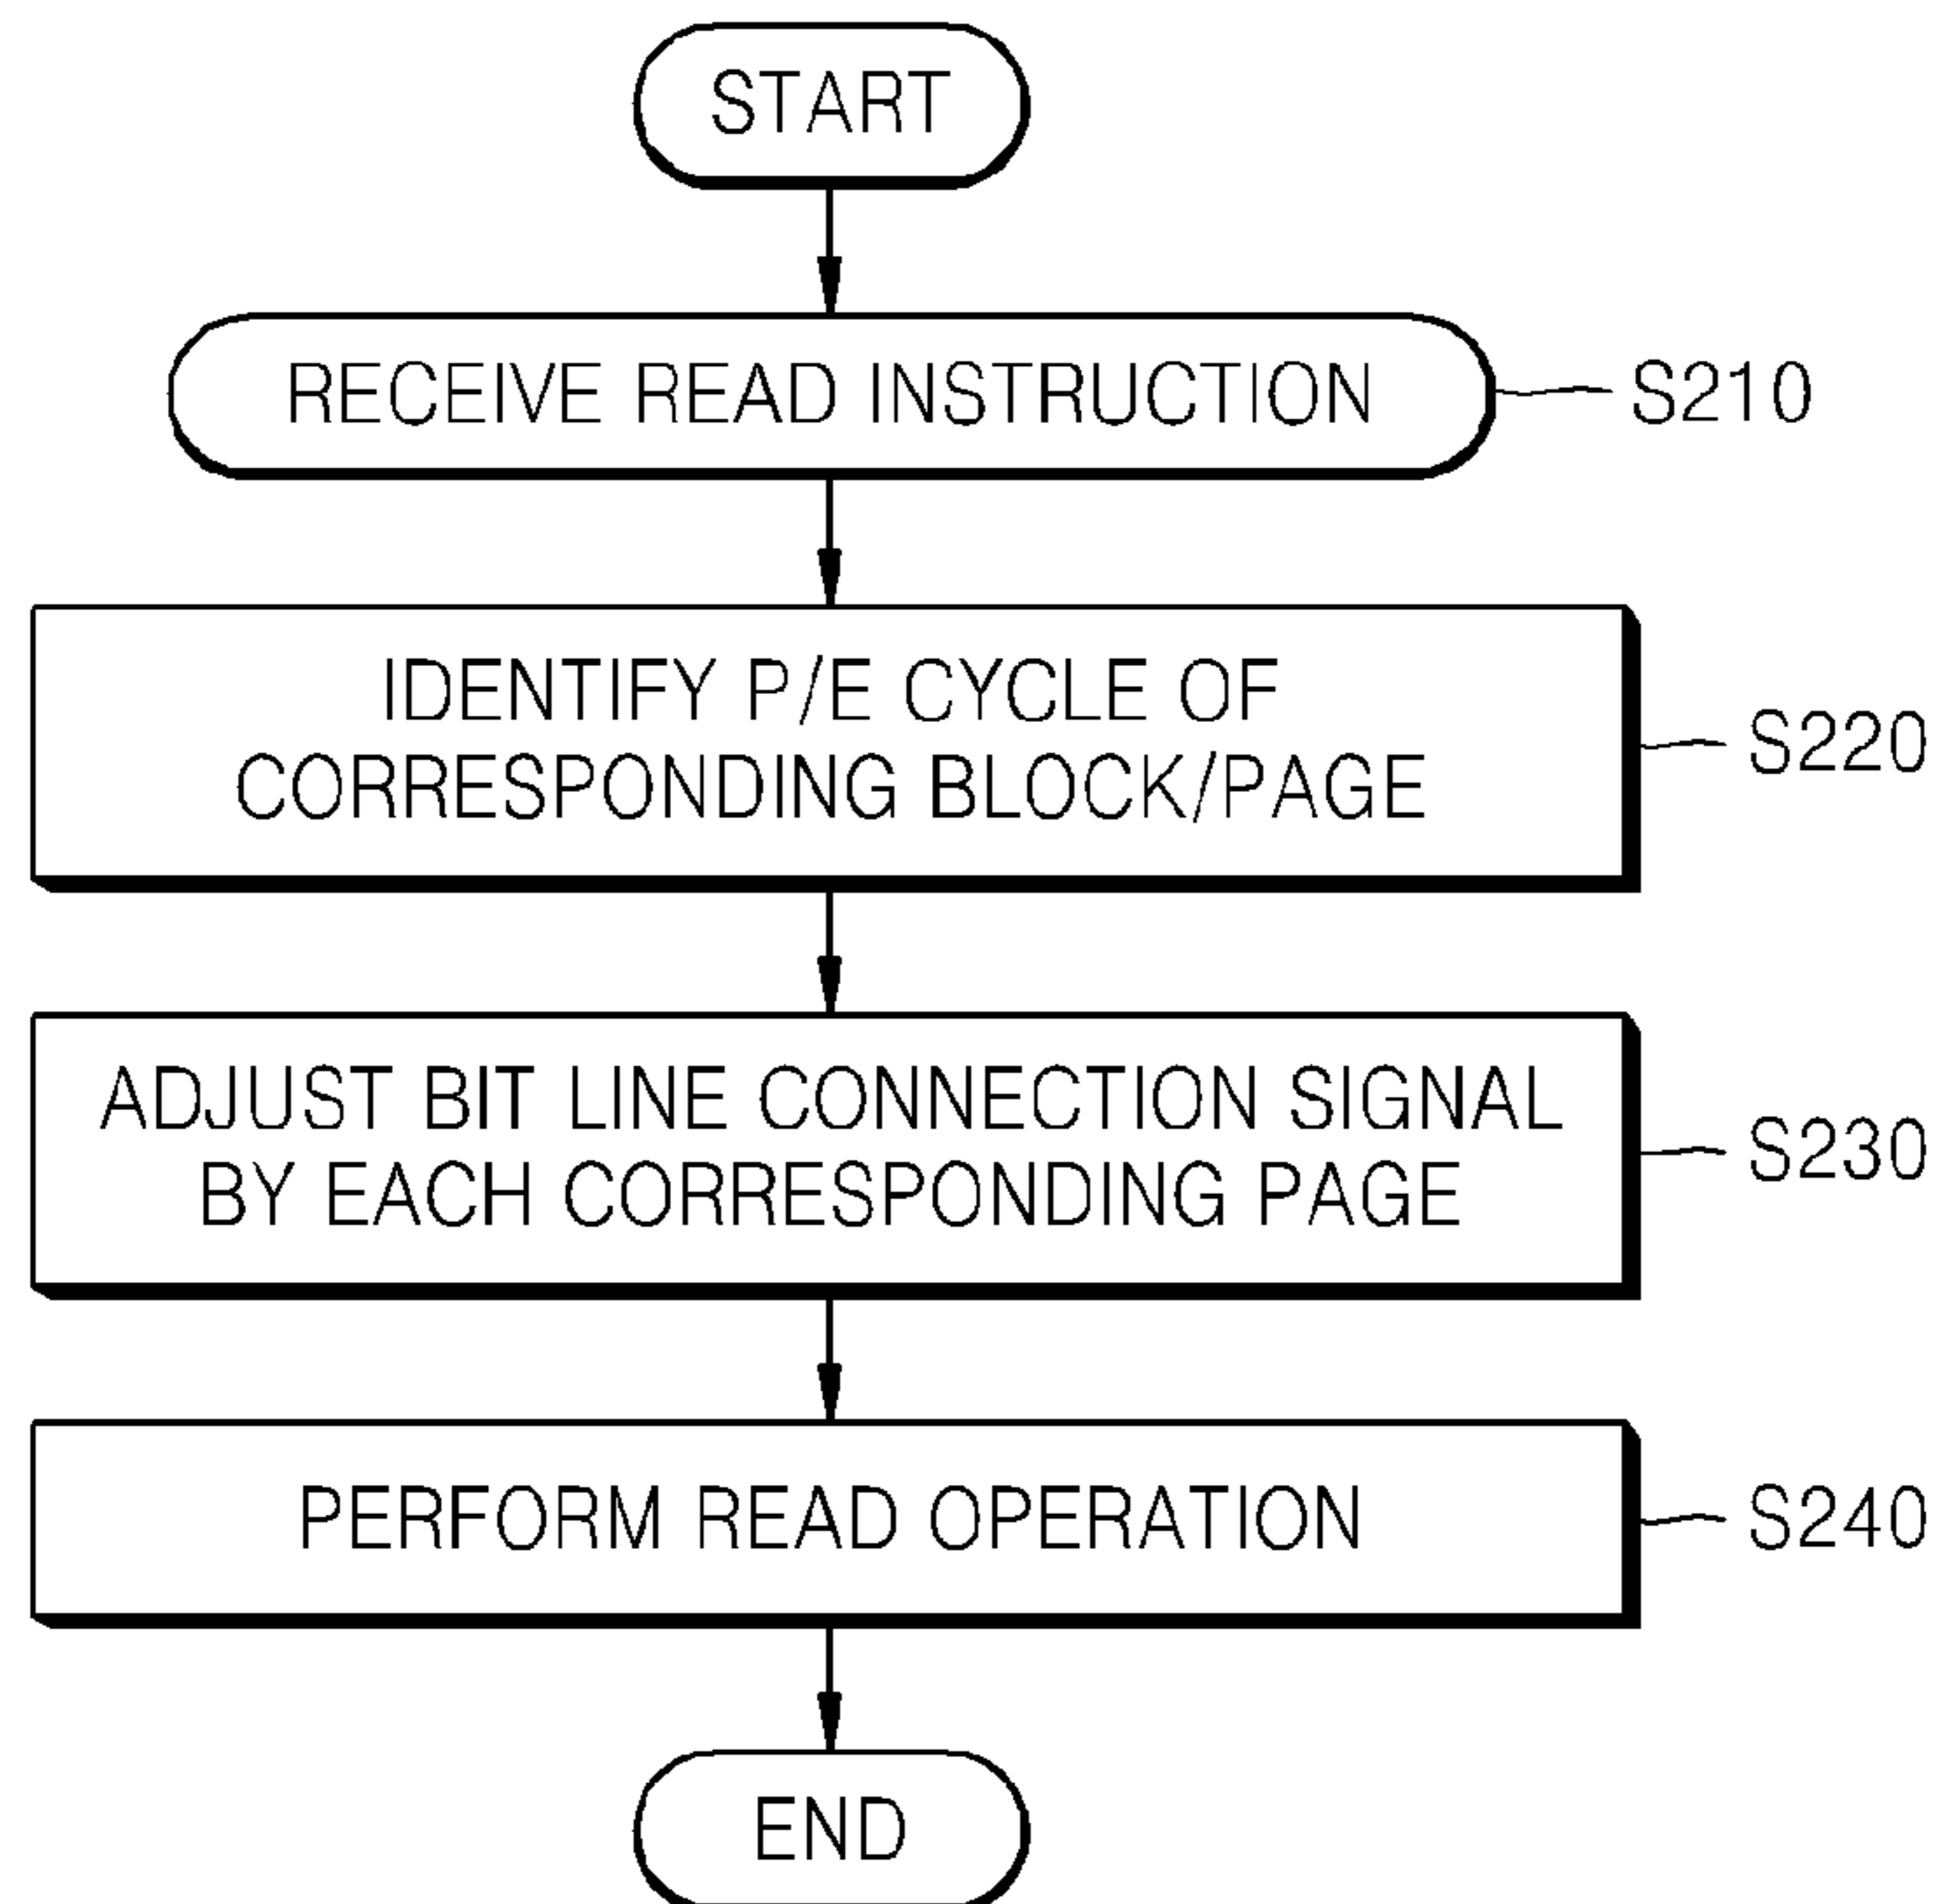 START
RECEIVE READ INSTRUCTION
S210
IDENTIFY P/E CYCLE OF
CORRESPONDING BLOCK/PAGE
S220
ADJUST BIT LINE CONNECTION SIGNAL
BY EACH CORRESPONDING PAGE
S230
PERFORM READ OPERATION
S240
END